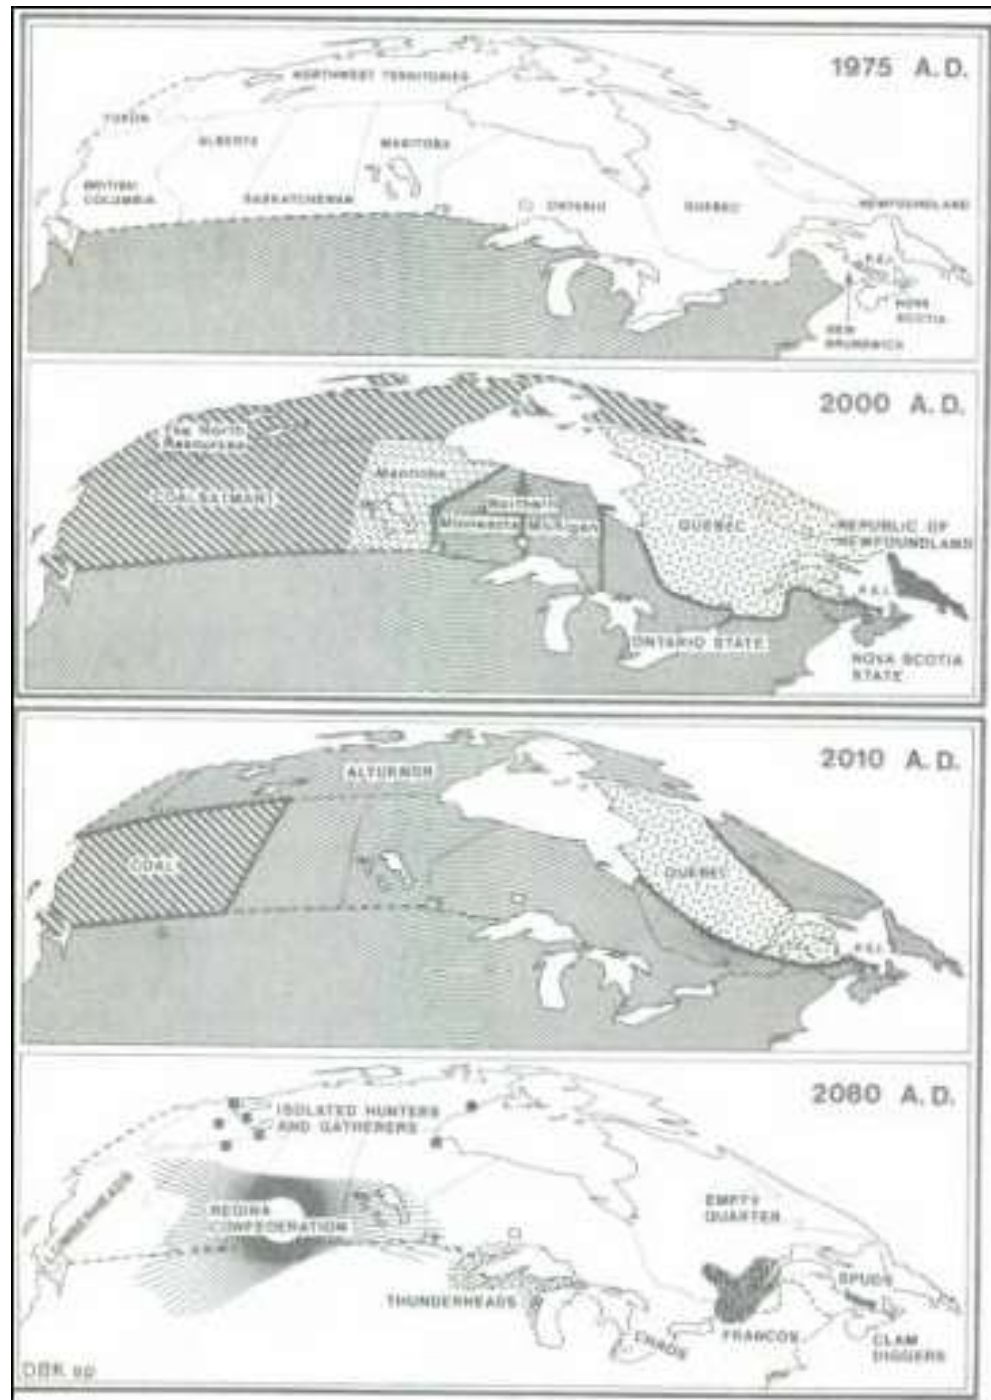 1975 A.D.
NORTHWEST TERRITORIES
YUKON
ALBERTA
MANITOBA
BRITISH
COLUMBIA
SASKATCHEWAN
ONTARIO
QUEBEC
NEWFOUNDLAND
P.E.I.
NOVA
SCOTIA
NEW
BRUNSWICK
2000 A.D.
The North
Resources
Manitoba
Northern
Minnesota
Michigan
QUEBEC
REPUBLIC OF
NEWFOUNDLAND
P.E.I.
ONTARIO STATE
NOVA SCOTIA
STATE
2010 A.D.
ALTURNOR
COAL
QUEBEC
P.E.I.
2080 A.D.
ISOLATED HUNTERS
AND GATHERERS
REGINA
CONFEDERATION
EMPTY
QUARTER
SPUDS
THUNDERHEADS
CHAOS
FRANCOS
CLAM
DIGGERS